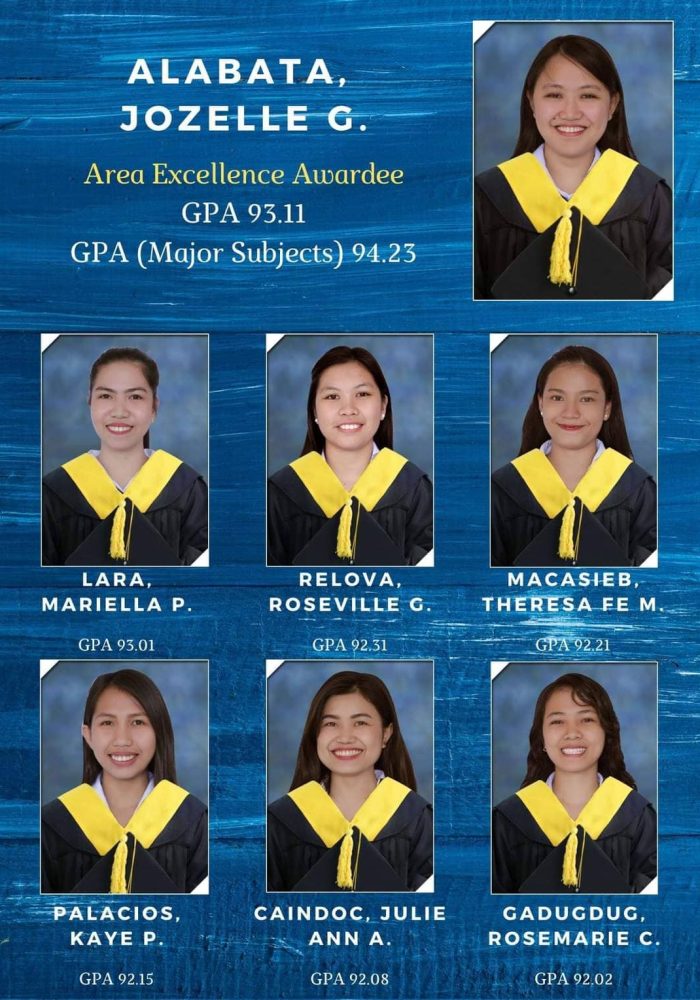 ALABATA,
JOZELLE G.
Area Excellence Awardee
GPA 93.11
GPA (Major Subjects) 94.23
LARA,
MARIELLA P.
GPA 93.01
RELOVA,
ROSEVILLE G.
GPA 92.31
MACASIEB,
THERESA FE M.
GPA 92.21
PALACIOS,
KAYE P.
GPA 92.15
CAINDOC, JULIE
ANN A.
GPA 92.08
GADUGDUG,
ROSEMARIE C.
GPA 92.02